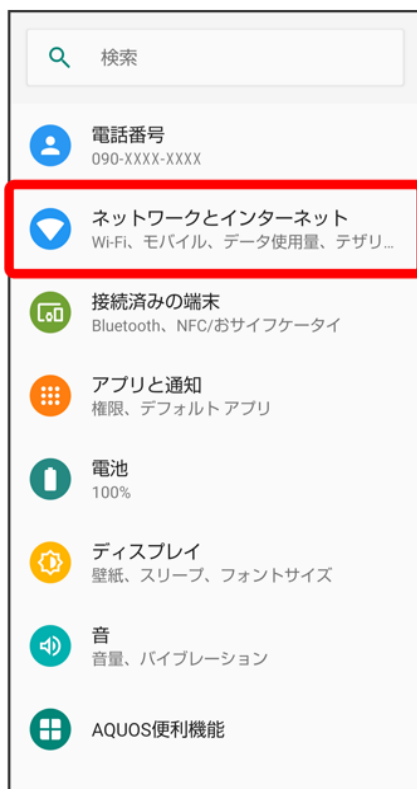 検索
電話番号
090-XXXX-XXXX
ネットワークとインターネット
Wi-Fi、モバイル、データ使用量、テザリ...
接続済みの端末
Bluetooth、NFC/おサイフケータイ
アプリと通知
権限、デフォルト アプリ
電池
100%
ディスプレイ
壁紙、スリープ、フォントサイズ
音
音量、バイブレーション
AQUOS便利機能